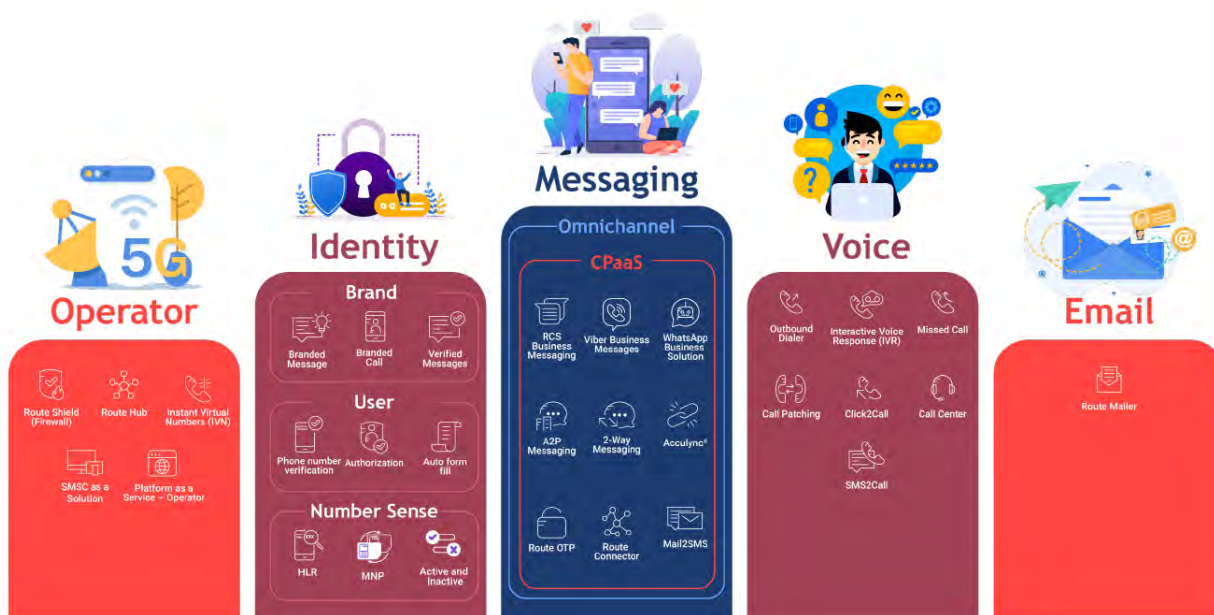 5G
Operator
Route Shield
(Firewall)
Route Hub
Instant Virtual
Numbers (IVN)
SMSC as a
Solution
Platform as a
Service – Operator
Identity
Brand
Branded
Message
Branded
Call
Verified
Messages
User
Phone number
verification
Authorization
Auto form
fill
Number Sense
HLR
MNP
Active and
Inactive
Messaging
Omnichannel
CPaaS
RCS
Business
Messaging
Viber Business
Messages
WhatsApp
Business
Solution
A2P
Messaging
2-Way
Messaging
Acculync®
Route OTP
Route
Connector
Mail2SMS
?
Voice
Outbound
Dialer
Interactive Voice
Response (IVR)
Missed Call
Call Patching
Click2Call
Call Center
SMS2Call
@
Email
Route Mailer